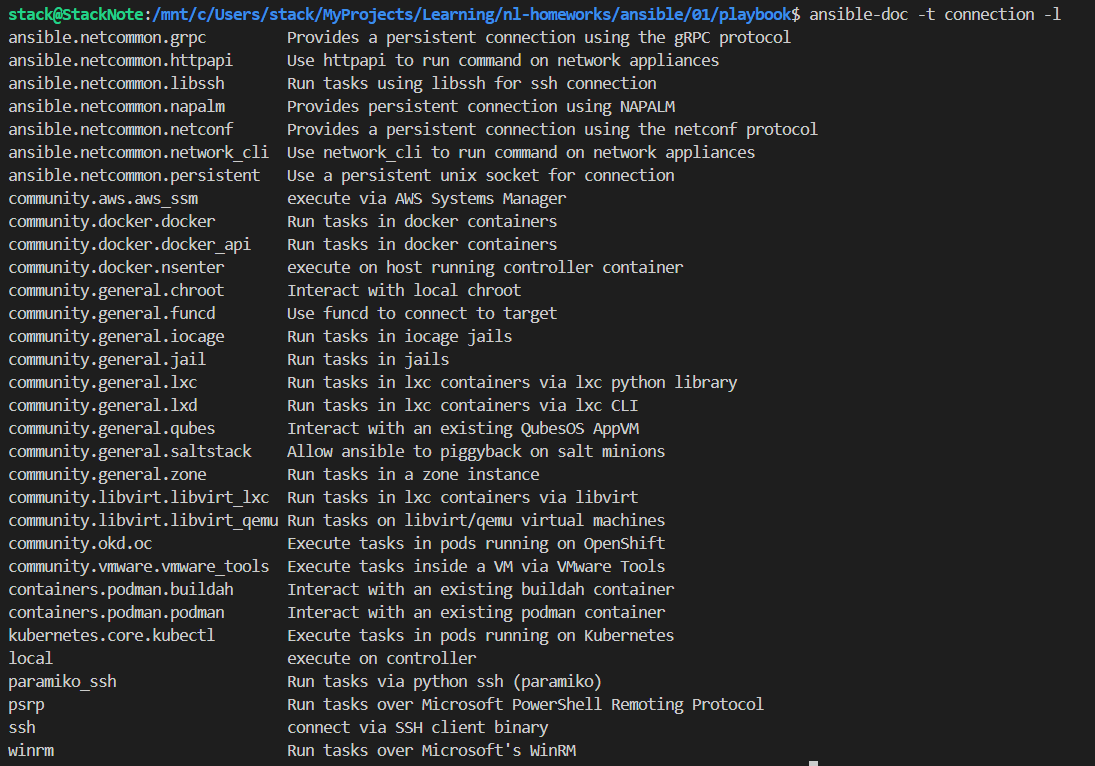 stack@StackNote:/mnt/c/Users/stack/MyProjects/Learning/nl-homeworks/ansible/01/playbook$ ansible-doc -t connection -l
ansible.netcommon.grpc         Provides a persistent connection using the gRPC protocol
ansible.netcommon.httpapi      Use httpapi to run command on network appliances
ansible.netcommon.libssh       Run tasks using libssh for ssh connection
ansible.netcommon.napalm       Provides persistent connection using NAPALM
ansible.netcommon.netconf      Provides a persistent connection using the netconf protocol
ansible.netcommon.network_cli  Use network_cli to run command on network appliances
ansible.netcommon.persistent   Use a persistent unix socket for connection
community.aws.aws_ssm          execute via AWS Systems Manager
community.docker.docker        Run tasks in docker containers
community.docker.docker_api    Run tasks in docker containers
community.docker.nsenter       execute on host running controller container
community.general.chroot       Interact with local chroot
community.general.funcd        Use funcd to connect to target
community.general.iocage       Run tasks in iocage jails
community.general.jail         Run tasks in jails
community.general.lxc          Run tasks in lxc containers via lxc python library
community.general.lxd          Run tasks in lxc containers via lxc CLI
community.general.qubes        Interact with an existing QubesOS AppVM
community.general.saltstack    Allow ansible to piggyback on salt minions
community.general.zone         Run tasks in a zone instance
community.libvirt.libvirt_lxc  Run tasks in lxc containers via libvirt
community.libvirt.libvirt_qemu Run tasks on libvirt/qemu virtual machines
community.okd.oc               Execute tasks in pods running on OpenShift
community.vmware.vmware_tools  Execute tasks inside a VM via VMware Tools
containers.podman.buildah      Interact with an existing buildah container
containers.podman.podman       Interact with an existing podman container
kubernetes.core.kubectl        Execute tasks in pods running on Kubernetes
local                          execute on controller
paramiko_ssh                   Run tasks via python ssh (paramiko)
psrp                           Run tasks over Microsoft PowerShell Remoting Protocol
ssh                            connect via SSH client binary
winrm                          Run tasks over Microsoft's WinRM